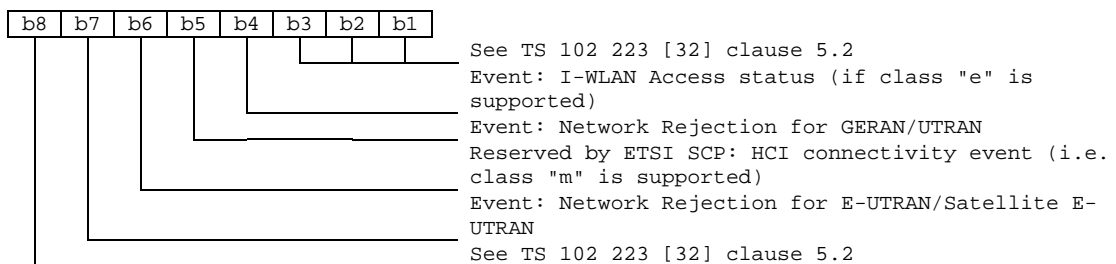 b8 b7 b6 b5 b4 b3 b2 b1
See TS 102 223 [32] clause 5.2
Event: I-WLAN Access status (if class "e" is
supported)
Event: Network Rejection for GERAN/UTRAN
Reserved by ETSI SCP: HCI connectivity event (i.e.
class "m" is supported)
Event: Network Rejection for E-UTRAN/Satellite E-
UTRAN
See TS 102 223 [32] clause 5.2